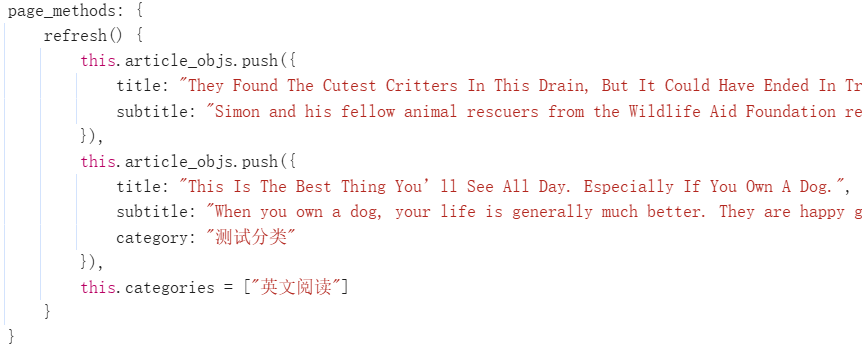 page_methods: {
refresh() {
this.article_objs.push({
title: "They Found The Cutest Critters In This Drain, But It Could Have Ended In Tr
subtitle: "Simon and his fellow animal rescuers from the Wildlife Aid Foundation re
}),
this.article_objs.push({
title: "This Is The Best Thing You’ll See All Day. Especially If You Own A Dog.",
subtitle: "When you own a dog, your life is generally much better. They are happy g
category: "测试分类"
}),
this.categories = ["英文阅读"]
}
}